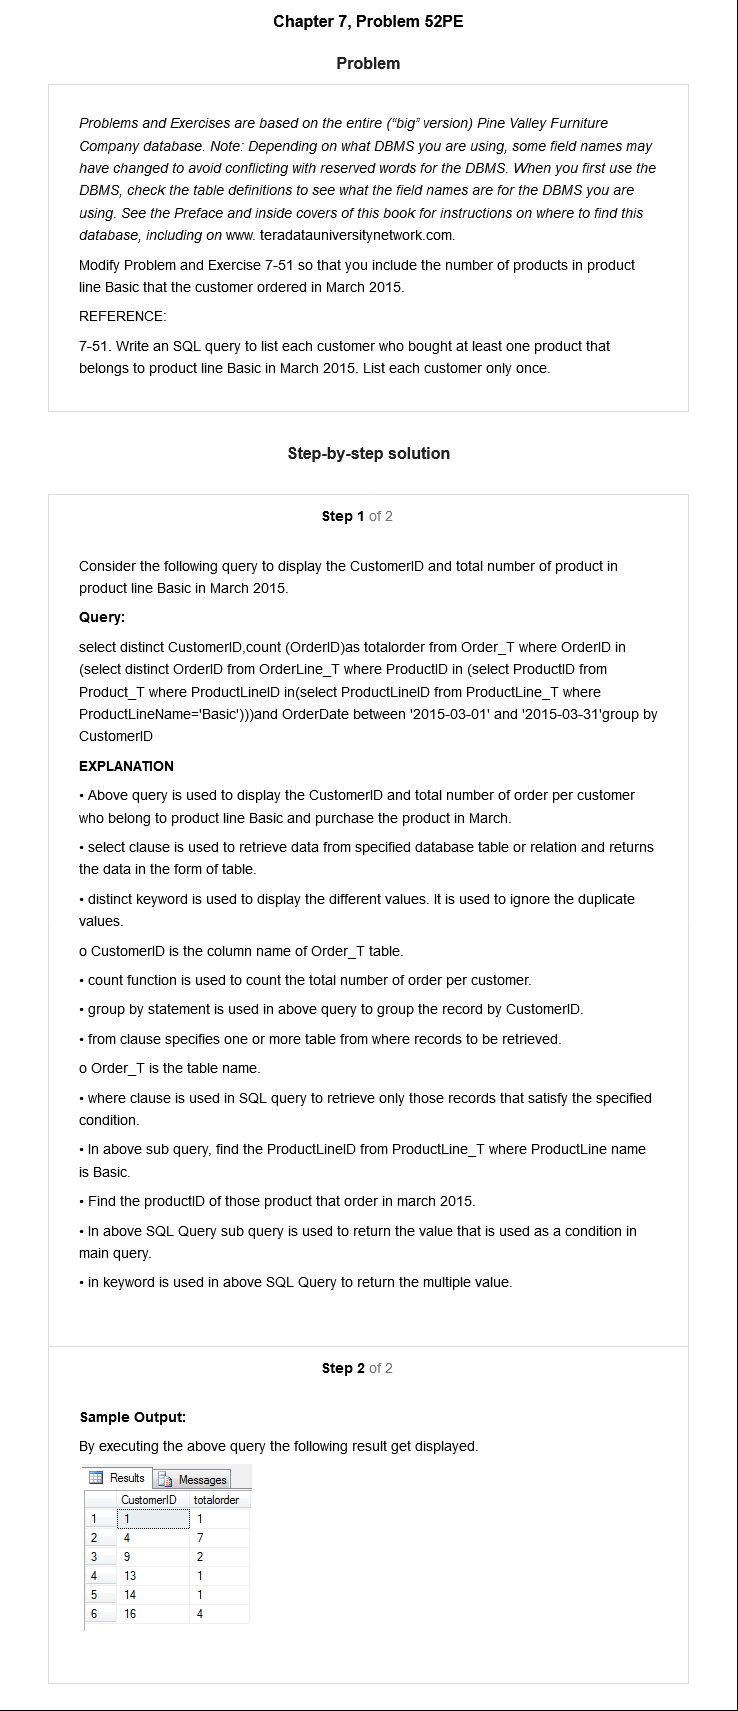 Chapter 7, Problem 52PE
Problem
Problems and Exercises are based on the entire (“big” version) Pine Valley Furniture
Company database. Note: Depending on what DBMS you are using, some field names may
have changed to avoid conflicting with reserved words for the DBMS. When you first use the
DBMS, check the table definitions to see what the field names are for the DBMS you are
using. See the Preface and inside covers of this book for instructions on where to find this
database, including on www. teradatauniversitynetwork.com.
Modify Problem and Exercise 7-51 so that you include the number of products in product
line Basic that the customer ordered in March 2015.
REFERENCE:
7-51. Write an SQL query to list each customer who bought at least one product that
belongs to product line Basic in March 2015. List each customer only once.
Step-by-step solution
Step 1 of 2
Consider the following query to display the CustomerID and total number of product in
product line Basic in March 2015.
Query:
select distinct CustomerID,count (OrderID)as totalorder from Order_T where OrderID in
(select distinct OrderID from OrderLine_T where ProductID in (select ProductID from
Product_T where ProductLineID in(select ProductLineID from ProductLine_T where
ProductLineName='Basic')))and OrderDate between '2015-03-01' and '2015-03-31'group by
CustomerID
EXPLANATION
• Above query is used to display the CustomerID and total number of order per customer
who belong to product line Basic and purchase the product in March.
• select clause is used to retrieve data from specified database table or relation and returns
the data in the form of table.
• distinct keyword is used to display the different values. It is used to ignore the duplicate
values.
o CustomerID is the column name of Order_T table.
• count function is used to count the total number of order per customer.
• group by statement is used in above query to group the record by CustomerID.
• from clause specifies one or more table from where records to be retrieved.
o Order_T is the table name.
• where clause is used in SQL query to retrieve only those records that satisfy the specified
condition.
• In above sub query, find the ProductLineID from ProductLine_T where ProductLine name
is Basic.
• Find the productID of those product that order in march 2015.
• In above SQL Query sub query is used to return the value that is used as a condition in
main query.
• in keyword is used in above SQL Query to return the multiple value.
Step 2 of 2
Sample Output:
By executing the above query the following result get displayed.
Results Messages
CustomerID totalorder
1 1 1
2 4 7
3 9 2
4 13 1
5 14 1
6 16 4